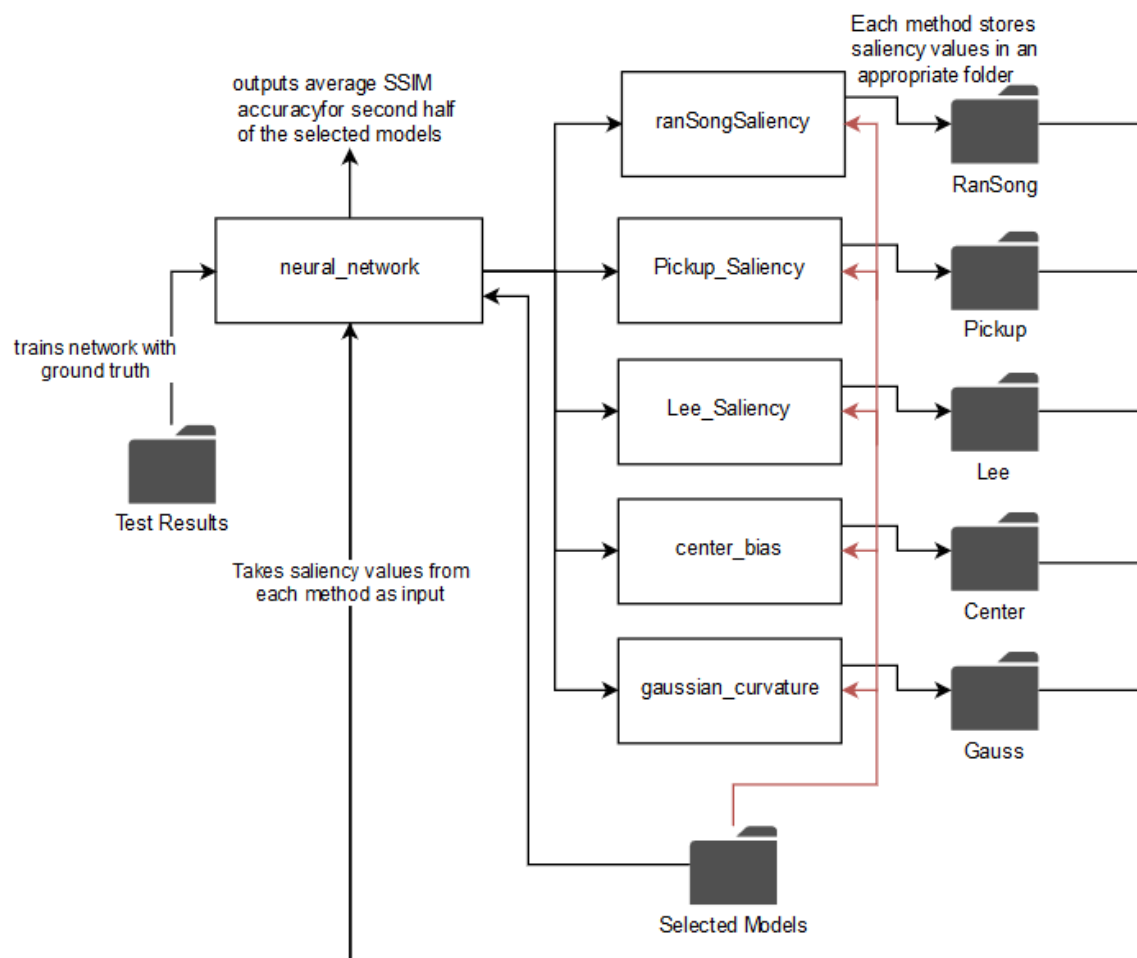 Each method stores
saliency values in an
appropriate folder
outputs average SSIM
accuracyfor second half
of the selected models
ranSongSaliency
RanSong
neural_network
Pickup_Saliency
Pickup
trains network with
ground truth
Lee_Saliency
Lee
Test Results
center_bias
Takes saliency values from
each method as input
Center
gaussian_curvature
Gauss
Selected Models